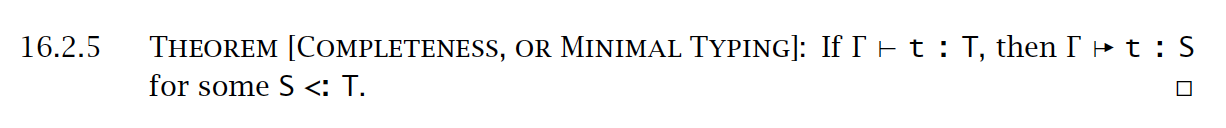 16.2.5 THEOREM [COMPLETENESS, OR MINIMAL TYPING]: If Γ ⊢ t : T, then Γ ↦ t : S
for some S <: T. □